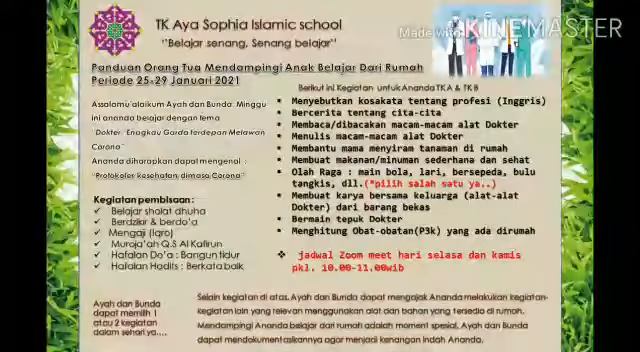 TK Aya Sophia Islamic school
"Belajar senang, Senang belajar"
Made with KINEMASTER
Panduan Orang Tua Mendampingi Anak Belajar Dari Rumah
Periode 25-29 Januari 2021
Assalamu'alaikum Ayah dan Bunda. Minggu
ini ananda belajar dengan tema
"Dokter. Engkau Garda terdepan Melawan
Corona"
Ananda diharapkan dapat mengenal :
"Protokoler kesehatan dimasa Corona"
Kegiatan pembiasaan:
✓ Belajar shalat dhuha
✓ Berdzikir & berdo'a
✓ Mengaji (Iqro)
✓ Muroja'ah Q.S Al Kafirun
✓ Hafalan Do'a : Bangun tidur
✓ Hafalan Hadits : Berkata baik
Ayah dan Bunda
dapat memilih 1
atau 2 kegiatan
dalam sehari ya....
Berikut ini Kegiatan untuk Ananda TK A & TK B
• Menyebutkan kosakata tentang profesi (Inggris)
• Bercerita tentang cita-cita
• Membaca/dibacakan macam-macam alat Dokter
• Menulis macam-macam alat Dokter
• Membantu mama menyiram tanaman di rumah
• Membuat makanan/minuman sederhana dan sehat
• Olah Raga : main bola, lari, bersepeda, bulu
tangkis, dll.(*pilih salah satu ya..)
• Membuat karya bersama keluarga (alat-alat
Dokter) dari barang bekas
• Bermain tepuk Dokter
• Menghitung Obat-obatan(P3k) yang ada dirumah
❖ jadwal Zoom meet hari selasa dan kamis
pkl. 10.00-11.00wib
Selain kegiatan di atas, Ayah dan Bunda dapat mengajak Ananda melakukan kegiatan-
kegiatan lain yang relevan menggunakan alat dan bahan yang tersedia di rumah.
Mendampingi Ananda belajar dari rumah adalah moment spesial, Ayah dan Bunda
dapat mendokumentasikannya agar menjadi kenangan indah Ananda.